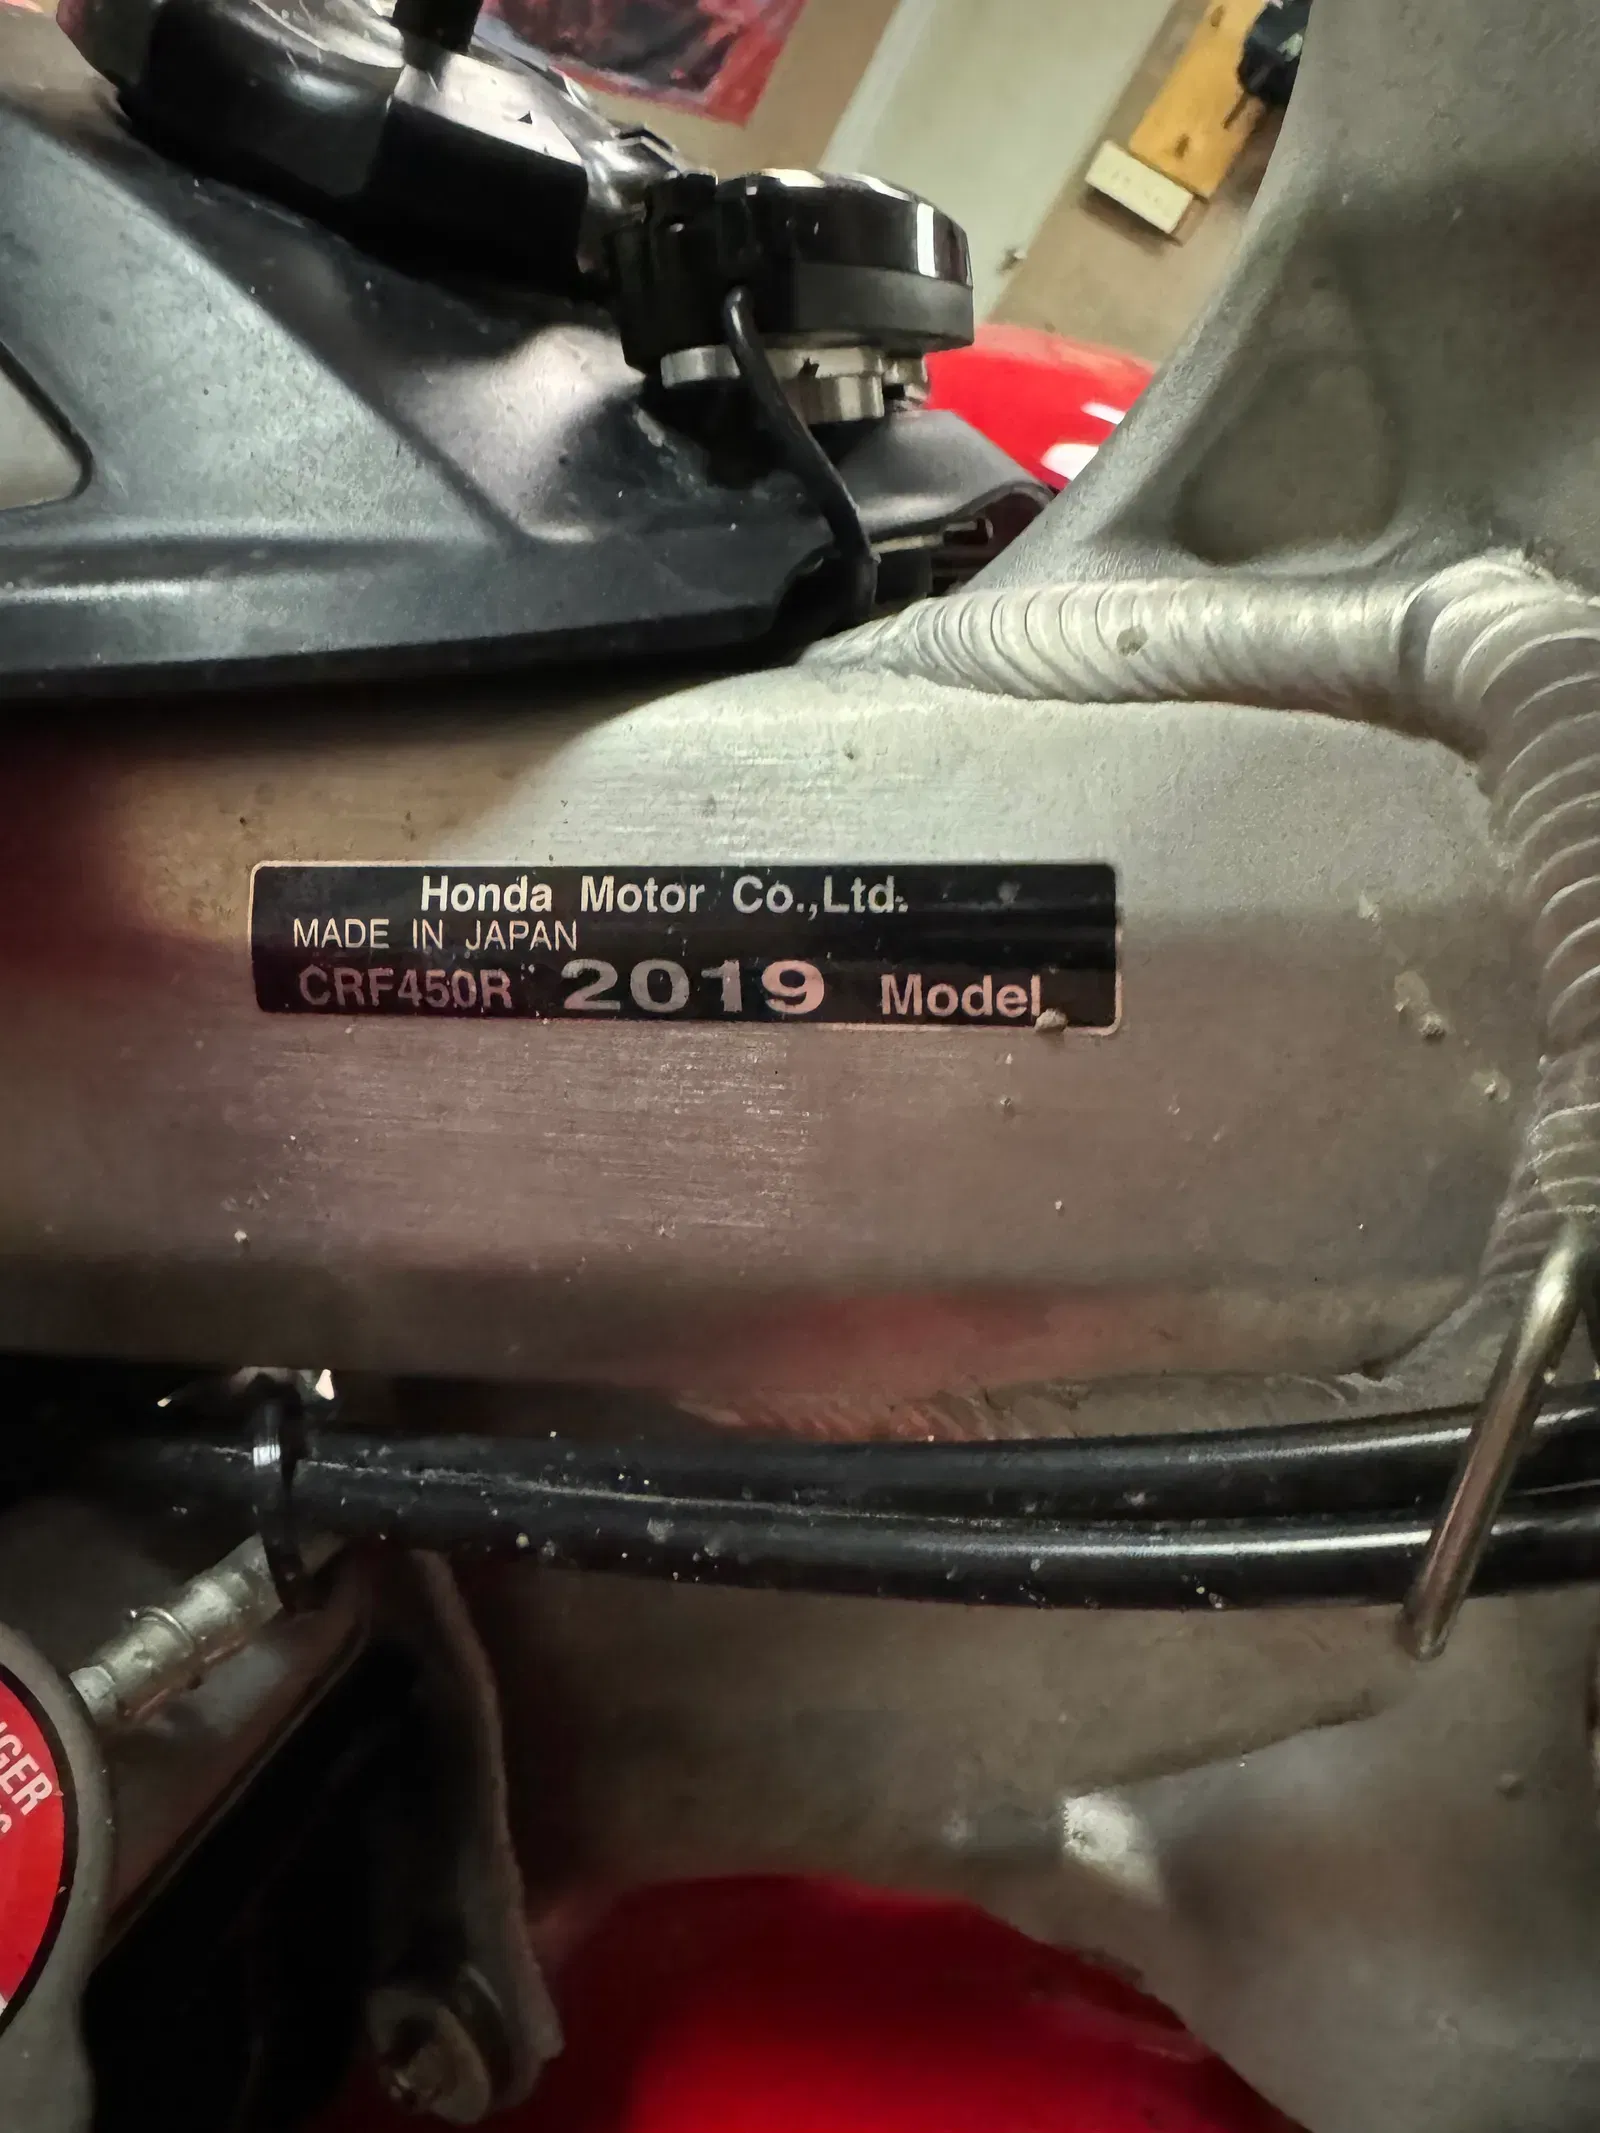 Honda Motor Co.,Ltd.
MADE IN JAPAN
CRF450R 2019 Model